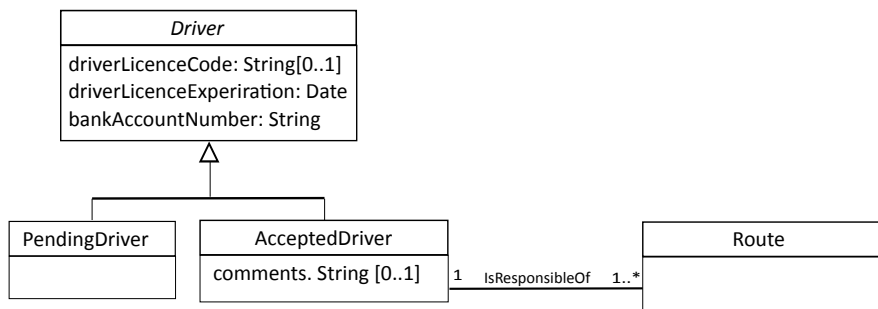 Driver
driverLicenceCode: String[0..1]
driverLicenceExperiration: Date
bankAccountNumber: String
PendingDriver
AcceptedDriver
comments. String [0..1]
1
IsResponsibleOf
1..*
Route